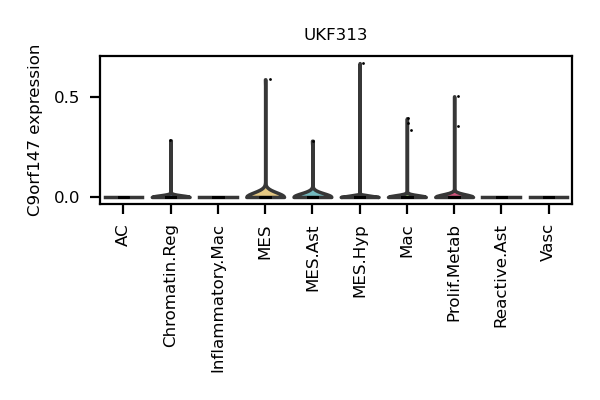 UKF313
C9orf147 expression
0.5
0.0
AC
Chromatin.Reg
Inflammatory.Mac
MES
MES.Ast
MES.Hyp
Mac
Prolif.Metab
Reactive.Ast
Vasc